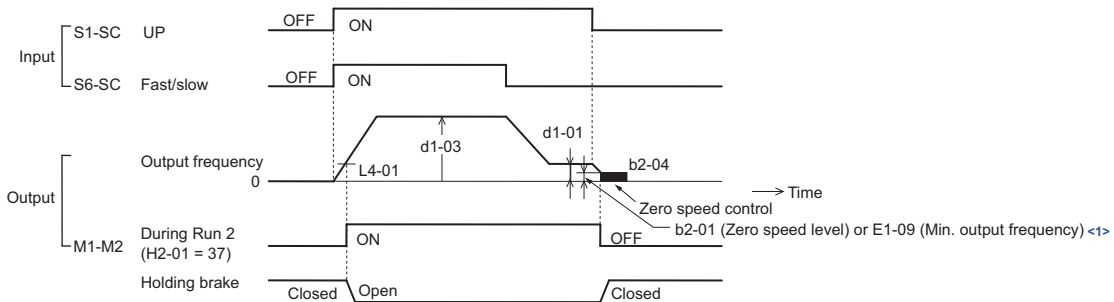 OFF
ON
S1-SC UP
Input
S6-SC Fast/slow
OFF
ON
d1-01
d1-03
b2-04
Output frequency
L4-01
0
Time
Output
Zero speed control
b2-01 (Zero speed level) or E1-09 (Min. output frequency) <1>
M1-M2
During Run 2
(H2-01 = 37)
ON
OFF
Holding brake
Closed
Open
Closed